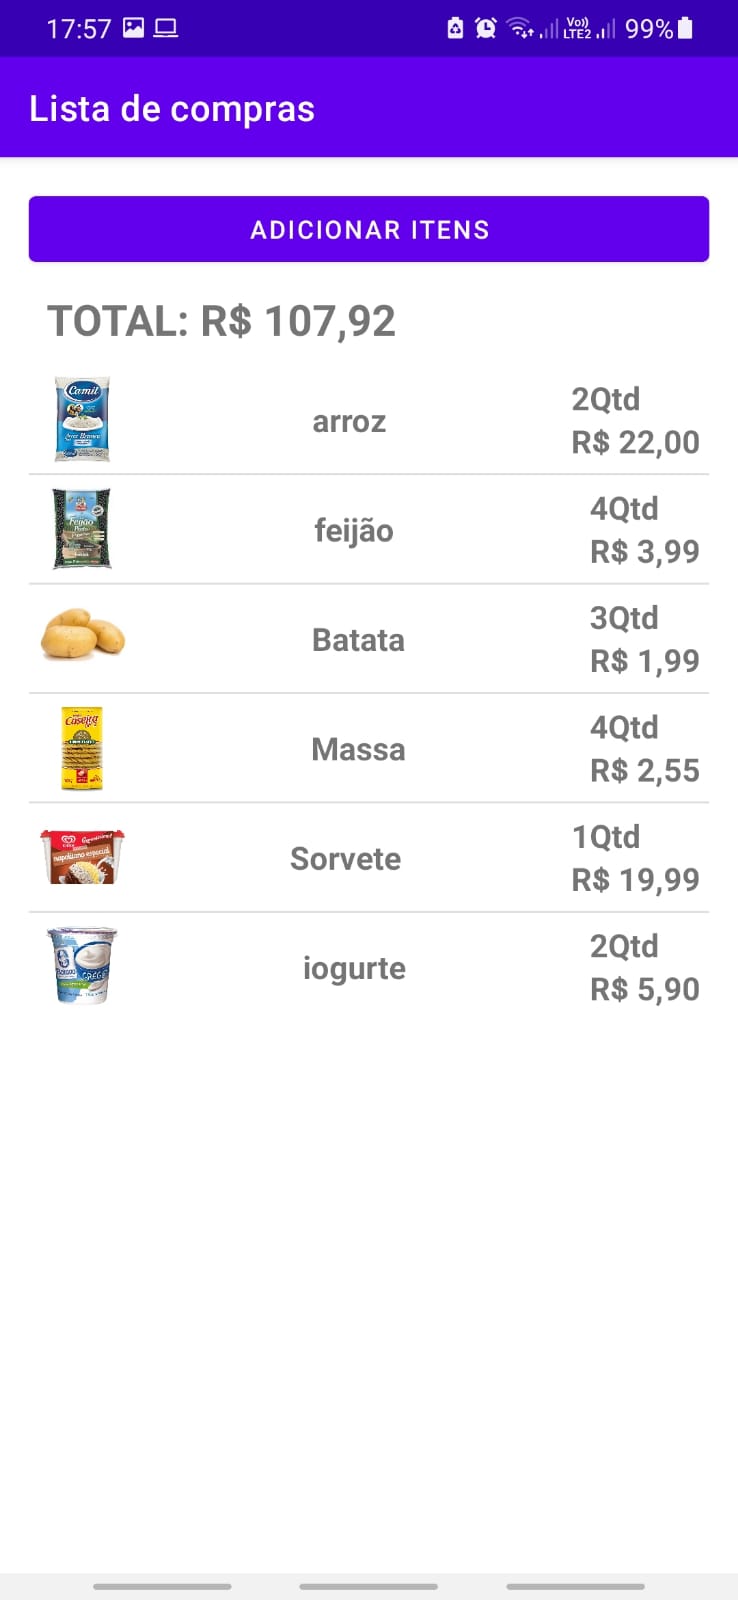 17:57 Vo)) LTE2 99%
Lista de compras
ADICIONAR ITENS
TOTAL: R$ 107,92
Camil
arroz
2Qtd
R$ 22,00
Feijão
feijão
4Qtd
R$ 3,99
Batata
3Qtd
R$ 1,99
Caseira
Massa
4Qtd
R$ 2,55
napolitano especial
Sorvete
1Qtd
R$ 19,99
GREGO
iogurte
2Qtd
R$ 5,90